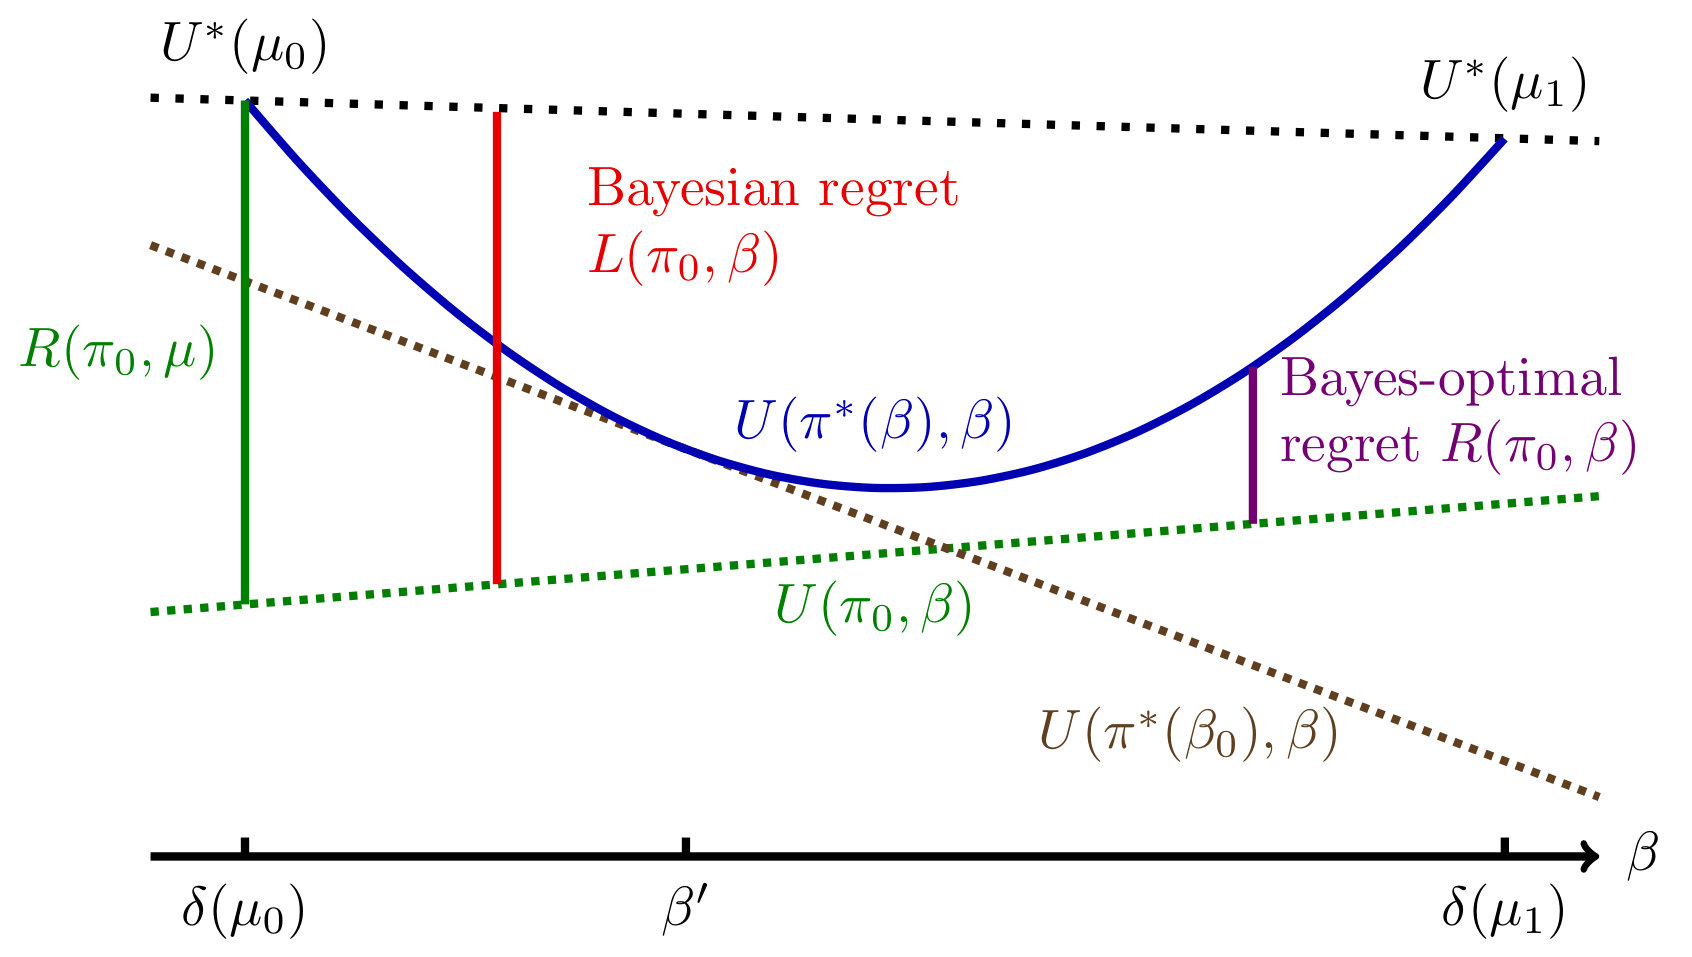 U*(μ₀)
U*(μ₁)
Bayesian regret
L(π₀, β)
R(π₀, μ)
Bayes-optimal
regret R(π₀, β)
U(π*(β), β)
U(π₀, β)
U(π*(β₀), β)
β
δ(μ₀)
β′
δ(μ₁)